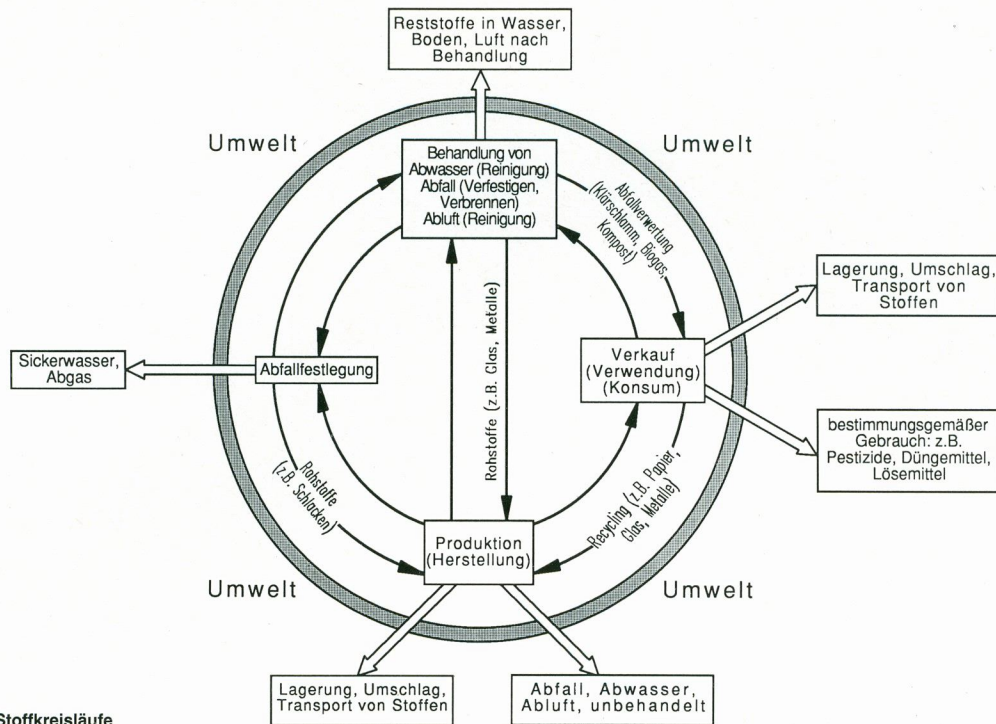 Reststoffe in Wasser,
Boden, Luft nach
Behandlung
Umwelt
Umwelt
Behandlung von
Abwasser (Reinigung)
Abfall (Verfestigen,
Verbrennen)
Abluft (Reinigung)
Abfallverwertung
(Klärschlamm, Biogas,
Kompost)
Lagerung, Umschlag,
Transport von
Stoffen
Rohstoffe (z.B. Glas, Metalle)
Sickerwasser,
Abgas
Abfallfestlegung
Verkauf
(Verwendung)
(Konsum)
bestimmungsgemäßer
Gebrauch: z.B.
Pestizide, Düngemittel,
Lösemittel
Rohstoffe
(z.B. Schlacken)
Recycling (z.B. Papier,
Glas, Metalle)
Produktion
(Herstellung)
Umwelt
Umwelt
Lagerung, Umschlag,
Transport von Stoffen
Abfall, Abwasser,
Abluft, unbehandelt
Stoffkreisläufe